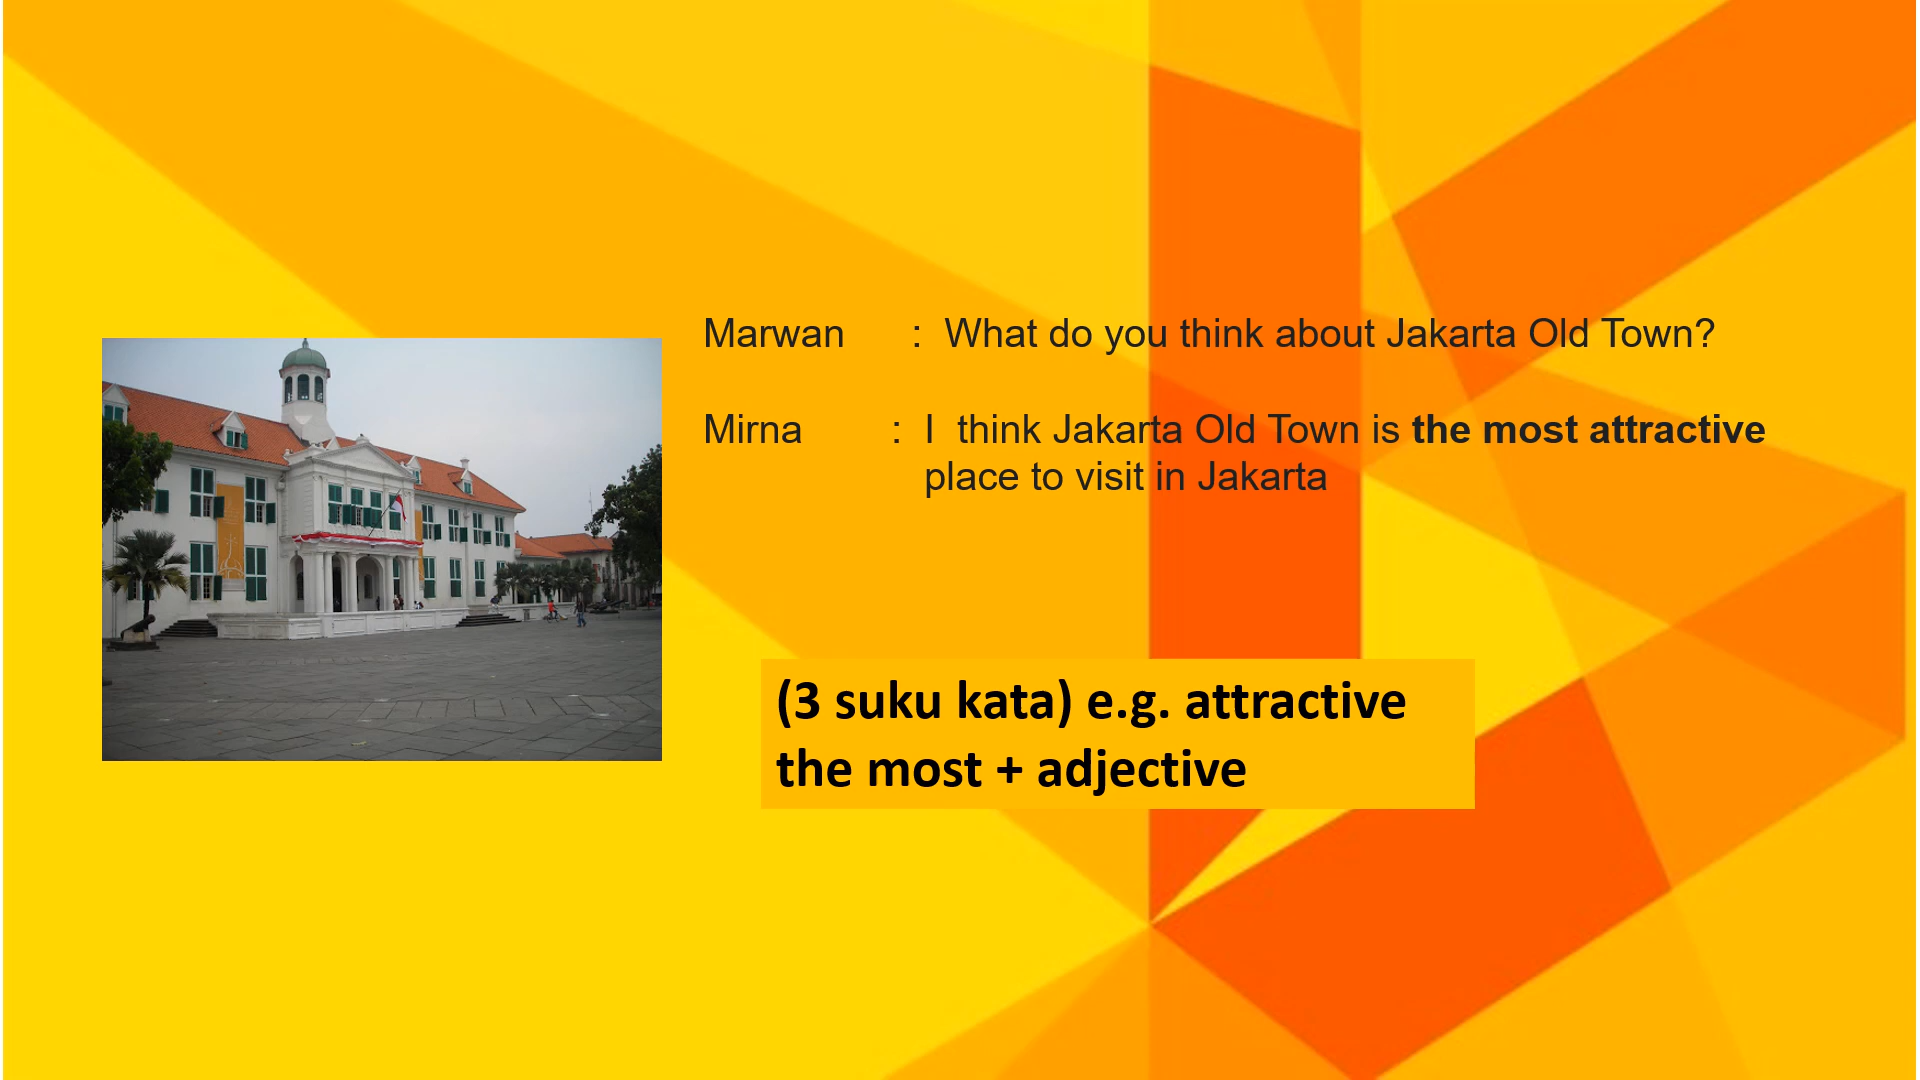 Marwan : What do you think about Jakarta Old Town?
Mirna : I think Jakarta Old Town is the most attractive
place to visit in Jakarta
(3 suku kata) e.g. attractive
the most + adjective